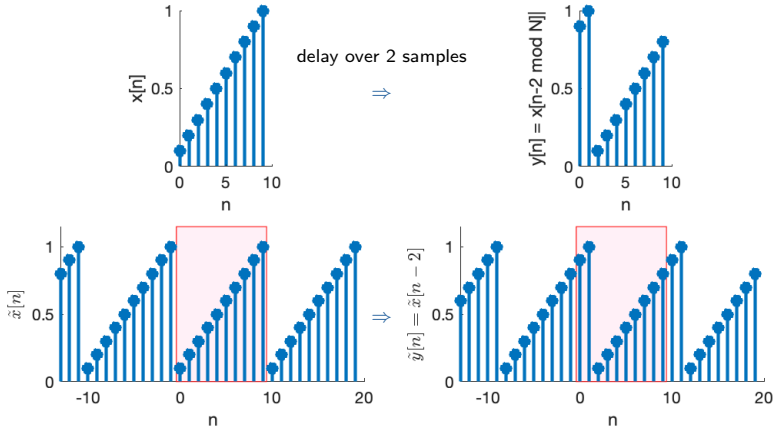 x[n]
1
0.5
0
0 5 10
n
delay over 2 samples
⇒
y[n] = x[n-2 mod N]|
1
0.5
0
0 5 10
n
x̃[n]
1
0.5
0
-10 0 10 20
n
⇒
ỹ[n] = x̃[n − 2]
1
0.5
0
-10 0 10 20
n